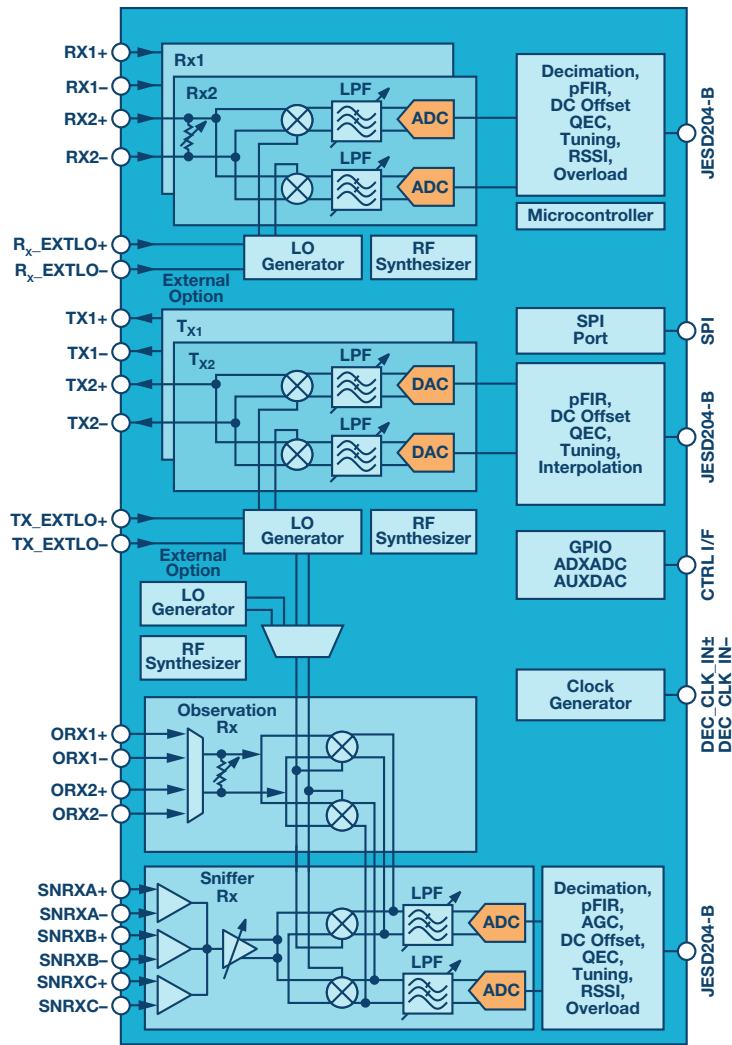 RX1+
RX1–
RX2+
RX2–
Rx1
Rx2
LPF
ADC
LPF
ADC
Decimation,
pFIR,
DC Offset
QEC,
Tuning,
RSSI,
Overload
JESD204-B
Microcontroller
RX_EXTLO+
RX_EXTLO–
LO
Generator
RF
Synthesizer
External
Option
TX1+
TX1–
TX2+
TX2–
TX1
TX2
LPF
DAC
LPF
DAC
SPI
Port
SPI
pFIR,
DC Offset
QEC,
Tuning,
Interpolation
JESD204-B
TX_EXTLO+
TX_EXTLO–
LO
Generator
RF
Synthesizer
External
Option
GPIO
ADXADC
AUXDAC
CTRL I/F
LO
Generator
RF
Synthesizer
Clock
Generator
DEC_CLK_IN±
DEC_CLK_IN–
ORX1+
ORX1–
ORX2+
ORX2–
Observation
Rx
SNRXA+
SNRXA–
SNRXB+
SNRXB–
SNRXC+
SNRXC–
Sniffer
Rx
LPF
ADC
LPF
ADC
Decimation,
pFIR,
AGC,
DC Offset,
QEC,
Tuning,
RSSI,
Overload
JESD204-B